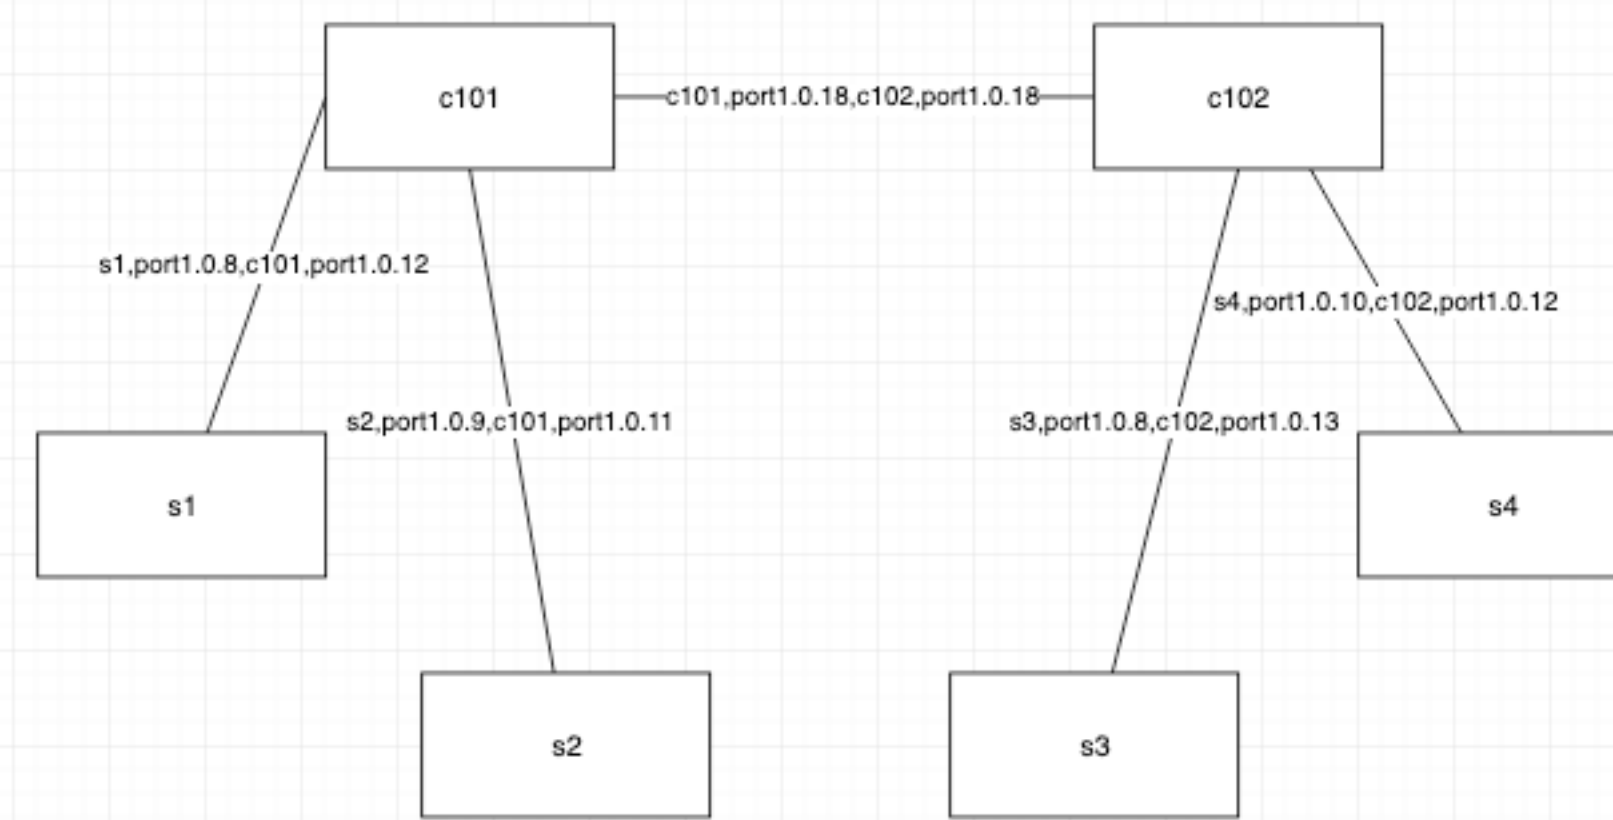 c101
c101,port1.0.18,c102,port1.0.18
c102
s1,port1.0.8,c101,port1.0.12
s4,port1.0.10,c102,port1.0.12
s2,port1.0.9,c101,port1.0.11
s3,port1.0.8,c102,port1.0.13
s1
s4
s2
s3